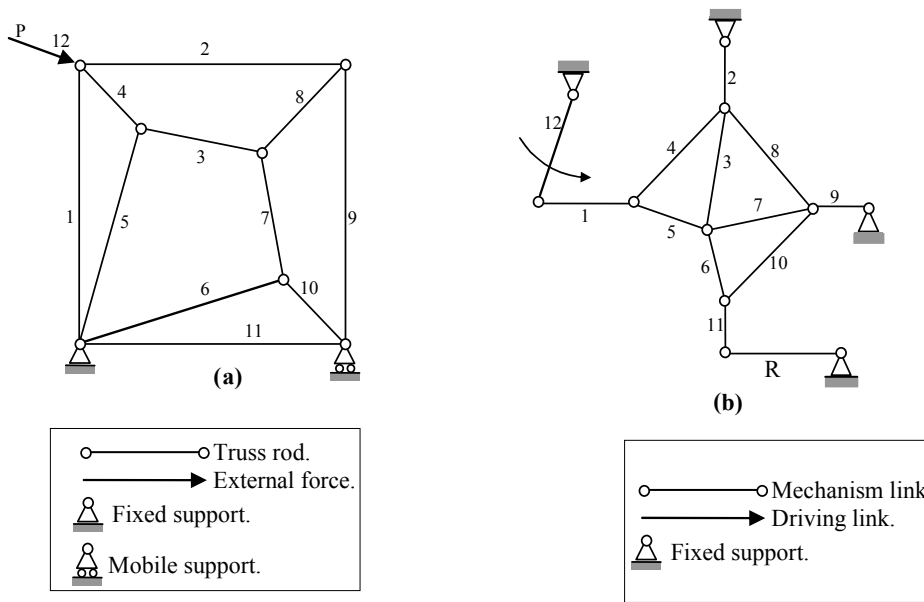 P
12
2
4
8
3
1
5
7
9
6
10
11
(a)
2
12
4
3
8
7
9
1
5
6
10
11
R
(b)
Truss rod.
External force.
Fixed support.
Mobile support.
Mechanism link
Driving link.
Fixed support.